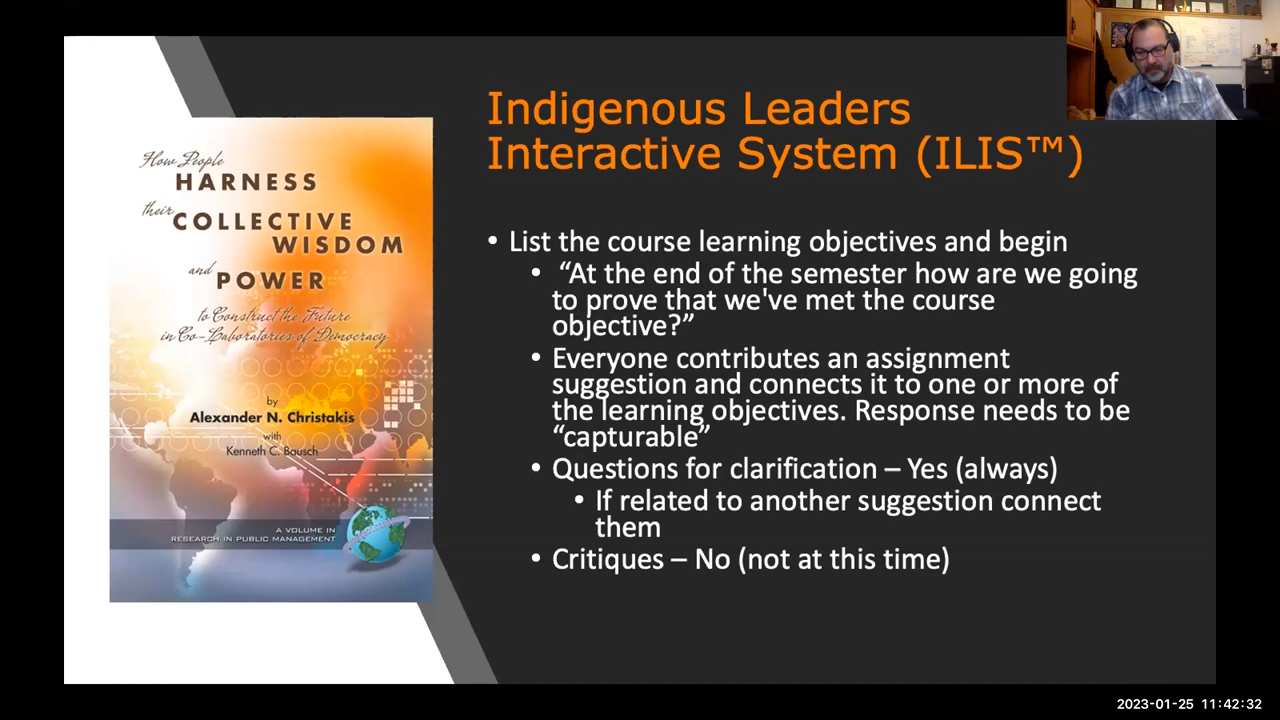 Indigenous Leaders
Interactive System (ILIS™)
How People
HARNESS
their COLLECTIVE
WISDOM
and POWER
to Construct the Future
in Co-Laboratories of Democracy
by
Alexander N. Christakis
with
Kenneth C. Bausch
A VOLUME IN
RESEARCH IN PUBLIC MANAGEMENT
• List the course learning objectives and begin
• “At the end of the semester how are we going
to prove that we've met the course
objective?”
• Everyone contributes an assignment
suggestion and connects it to one or more of
the learning objectives. Response needs to be
“capturable”
• Questions for clarification – Yes (always)
• If related to another suggestion connect
them
• Critiques – No (not at this time)
2023-01-25 11:42:32